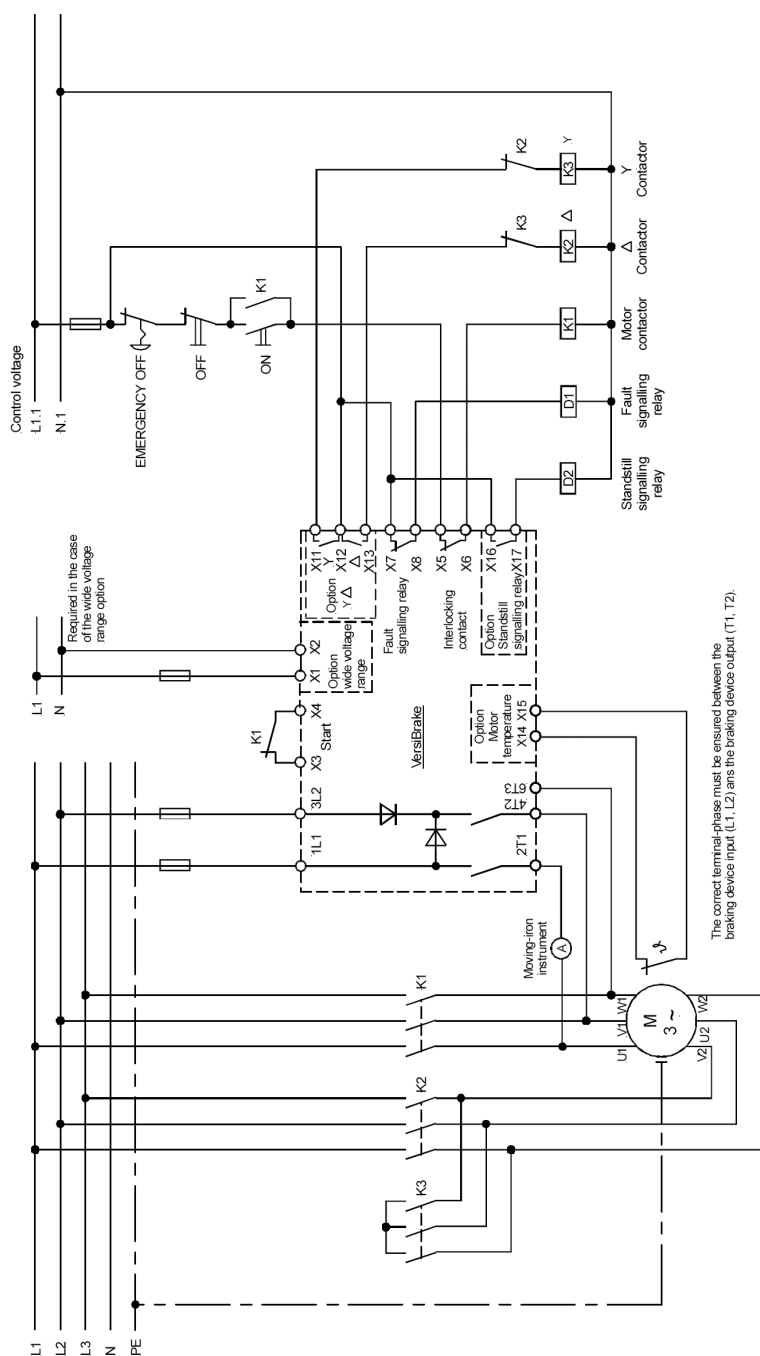 L1
L2
L3
N
PE
K3
K2
K1
M
3 ~
U1
V1
W1
V2
U2
W2
ϑ
Moving-iron
instrument
A
1L1
3L2
X3
X4
K1
Start
VersiBrake
2T1
4T2
6T3
Option
Motor
temperature
X14
X15
L1
N
Required in the case
of the wide voltage
range option
X1
X2
Option
wide voltage
range
X11
Y
X12
Δ
X13
Option
Y Δ
X7
X8
Fault
signalling relay
X5
X6
Interlocking
contact
X16
X17
Option
Standstill
signalling relay
Control voltage
L1.1
N.1
EMERGENCY OFF
OFF
ON
K1
K2
K3
D2
D1
K1
K2
Δ
K3
Y
Standstill
signalling
relay
Fault
signalling
relay
Motor
contactor
Δ
Contactor
Y
Contactor
The correct terminal-phase must be ensured between the
braking device input (L1, L2) ans the braking device output (T1, T2).